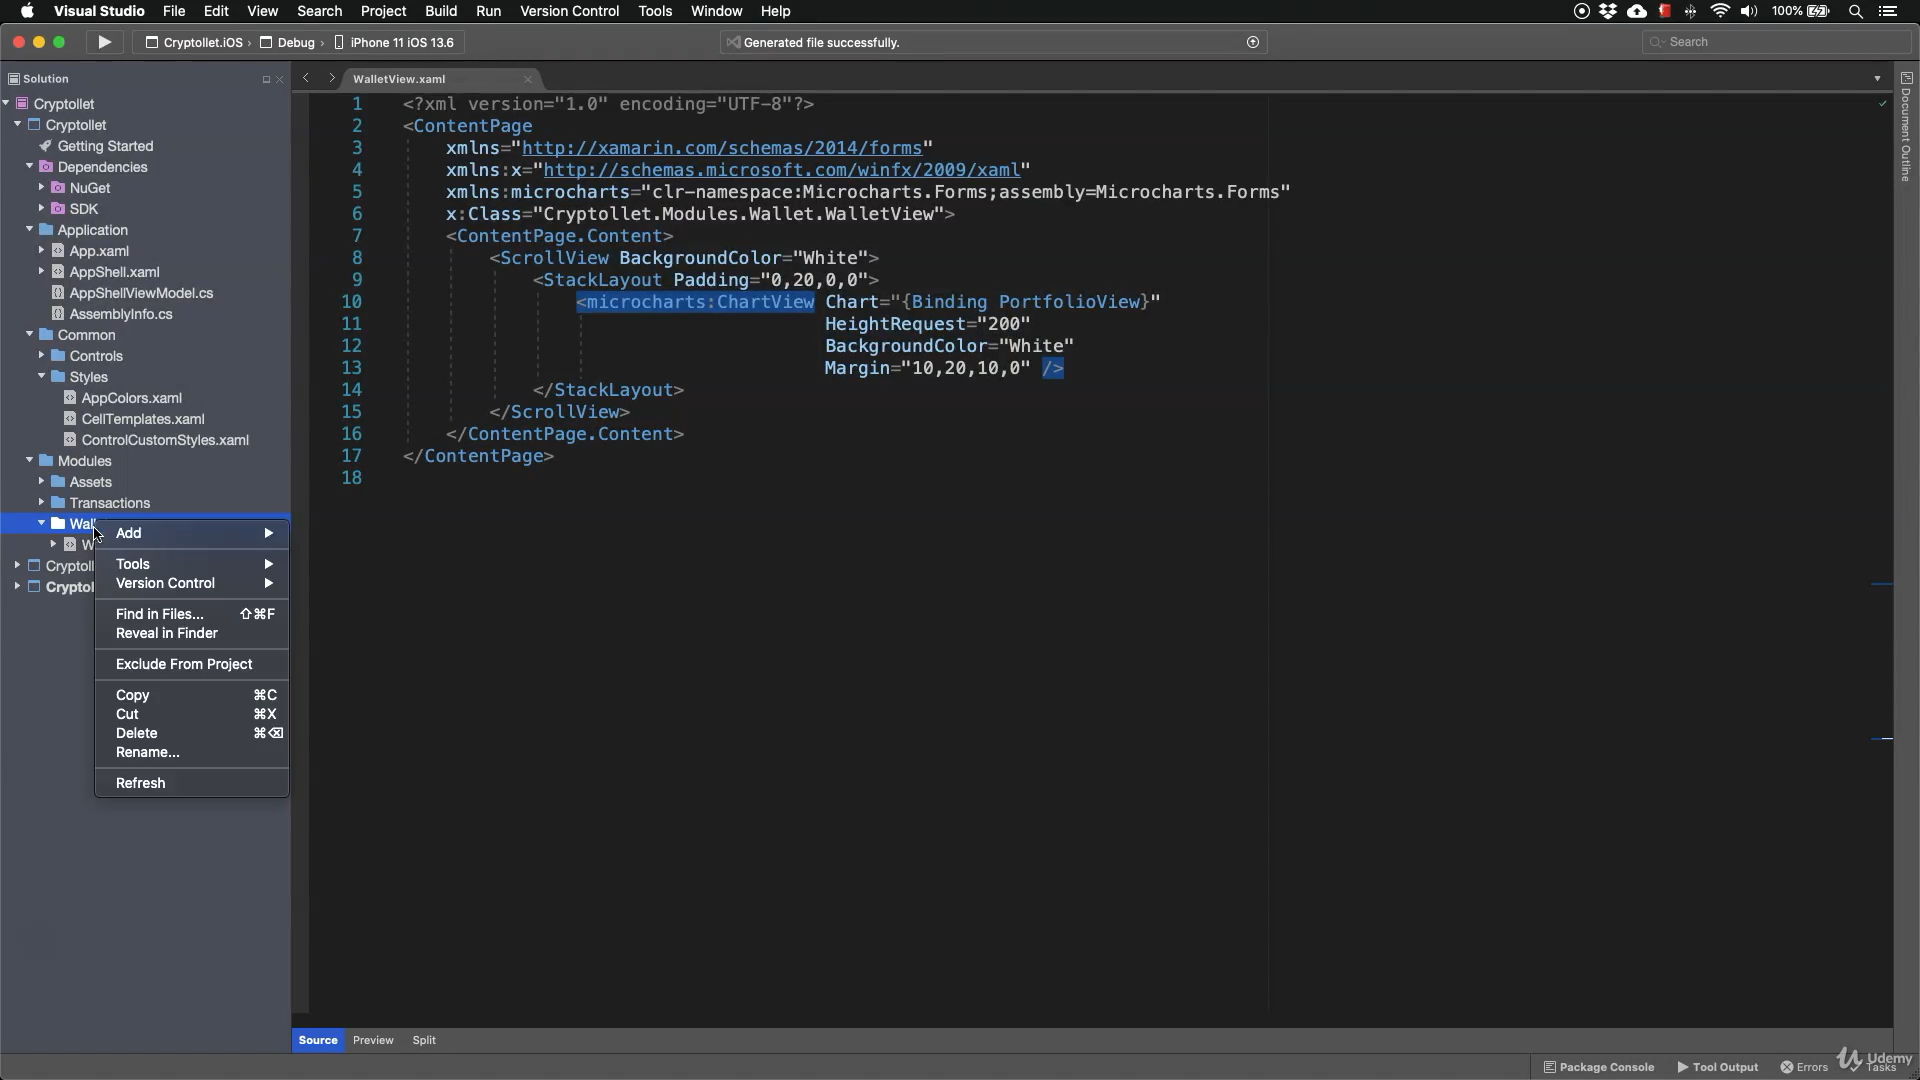 Visual Studio File Edit View Search Project Build Run Version Control Tools Window Help 100%
Cryptollet.iOS › Debug › iPhone 11 iOS 13.6
Generated file successfully.
Search
Solution
WalletView.xaml
Cryptollet
Cryptollet
Getting Started
Dependencies
NuGet
SDK
Application
App.xaml
AppShell.xaml
AppShellViewModel.cs
AssemblyInfo.cs
Common
Controls
Styles
AppColors.xaml
CellTemplates.xaml
ControlCustomStyles.xaml
Modules
Assets
Transactions
Wal
W
Cryptoll
Cryptol
Add
Tools
Version Control
Find in Files... ⇧⌘F
Reveal in Finder
Exclude From Project
Copy ⌘C
Cut ⌘X
Delete ⌘⌫
Rename...
Refresh
1 <?xml version="1.0" encoding="UTF-8"?>
2 <ContentPage
3 xmlns="http://xamarin.com/schemas/2014/forms"
4 xmlns:x="http://schemas.microsoft.com/winfx/2009/xaml"
5 xmlns:microcharts="clr-namespace:Microcharts.Forms;assembly=Microcharts.Forms"
6 x:Class="Cryptollet.Modules.Wallet.WalletView">
7 <ContentPage.Content>
8 <ScrollView BackgroundColor="White">
9 <StackLayout Padding="0,20,0,0">
10 <microcharts:ChartView Chart="{Binding PortfolioView}"
11 HeightRequest="200"
12 BackgroundColor="White"
13 Margin="10,20,10,0" />
14 </StackLayout>
15 </ScrollView>
16 </ContentPage.Content>
17 </ContentPage>
18
Document Outline
Source Preview Split
Package Console Tool Output Errors Tasks
Udemy